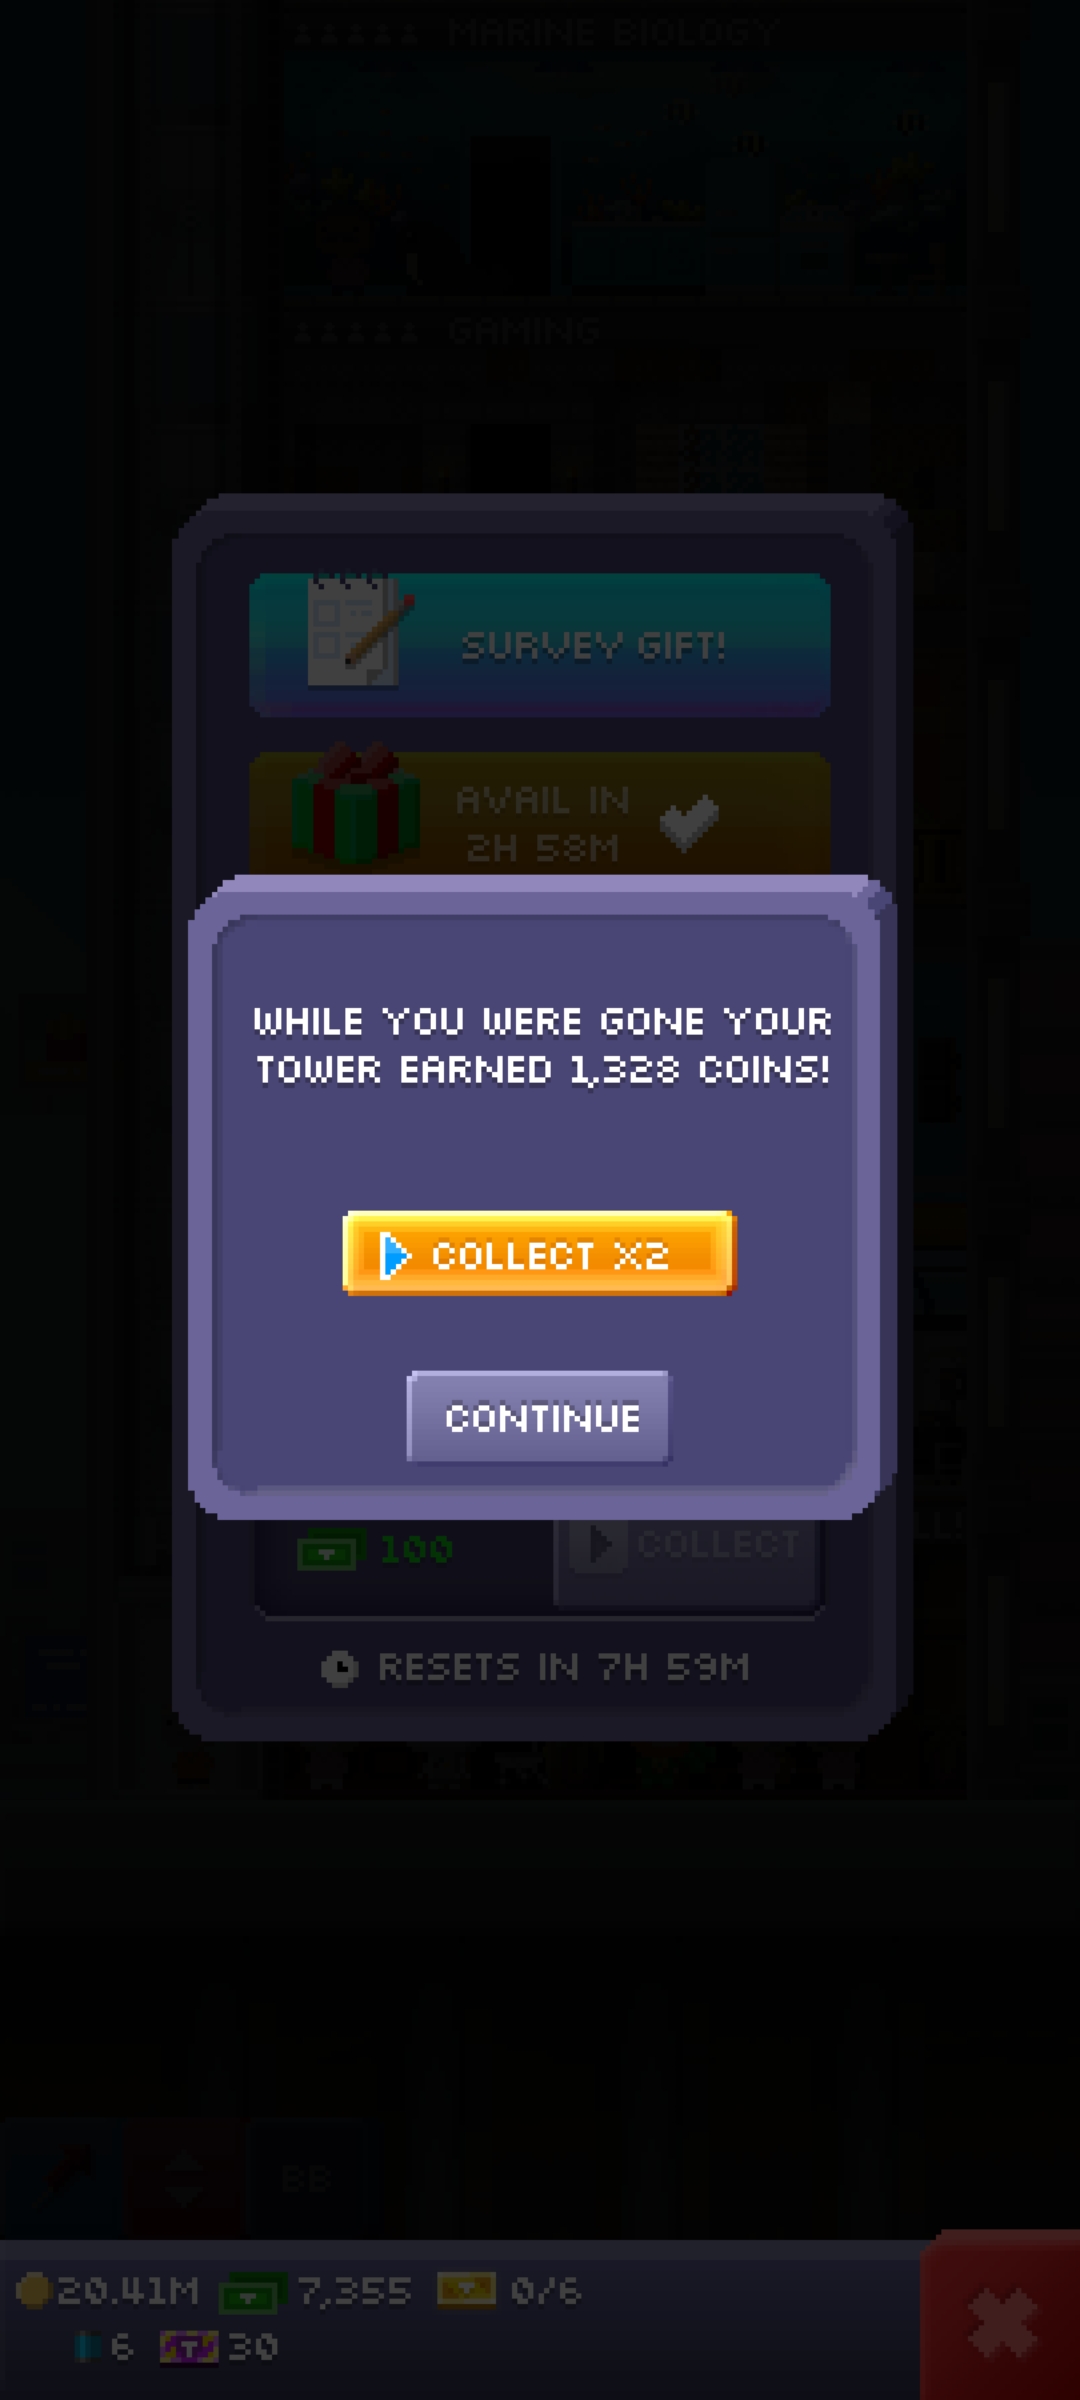 MARINE BIOLOGY
GAMING
SURVEY GIFT!
AVAIL IN
2H 58M
WHILE YOU WERE GONE YOUR
TOWER EARNED 1,328 COINS!
COLLECT X2
CONTINUE
100 COLLECT
RESETS IN 7H 59M
BB
20.41M 7,355 0/6
6 30